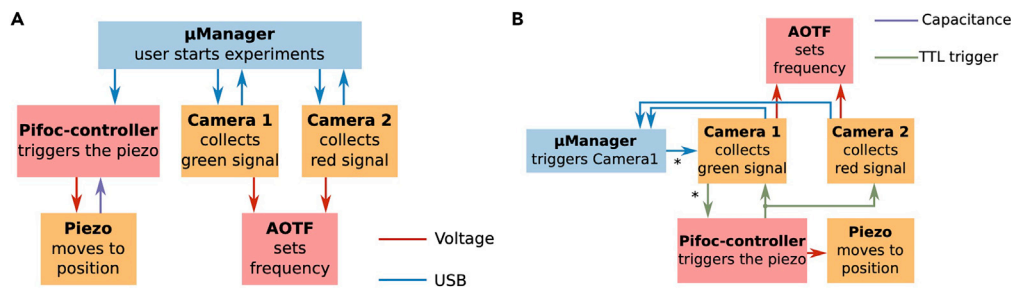 A
µManager
user starts experiments
Pifoc-controller
triggers the piezo
Camera 1
collects
green signal
Camera 2
collects
red signal
Piezo
moves to
position
AOTF
sets
frequency
Voltage
USB
B
AOTF
sets
frequency
Capacitance
TTL trigger
µManager
triggers Camera1
*
Camera 1
collects
green signal
Camera 2
collects
red signal
*
Pifoc-controller
triggers the piezo
Piezo
moves to
position